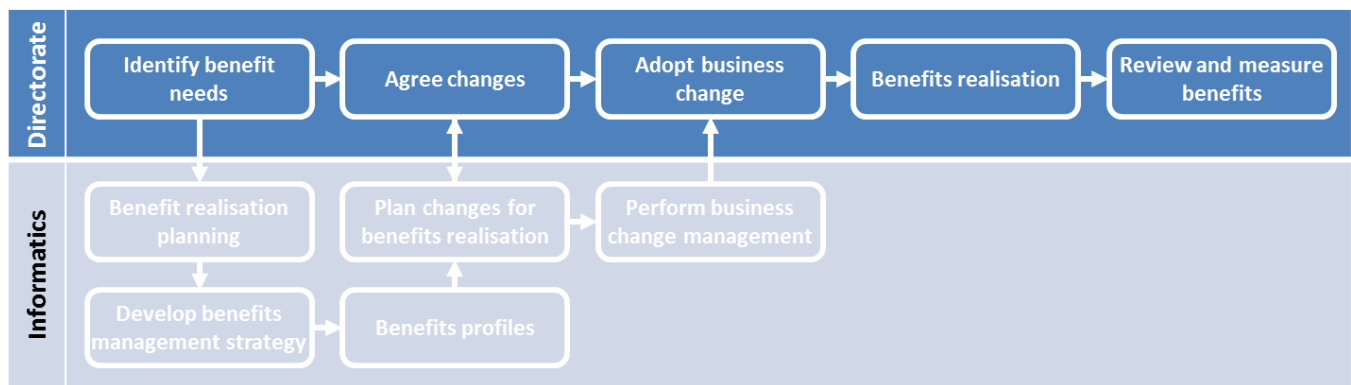 Directorate
Identify benefit
needs
Agree changes
Adopt business
change
Benefits realisation
Review and measure
benefits
Informatics
Benefit realisation
planning
Plan changes for
benefits realisation
Perform business
change management
Develop benefits
management strategy
Benefits profiles